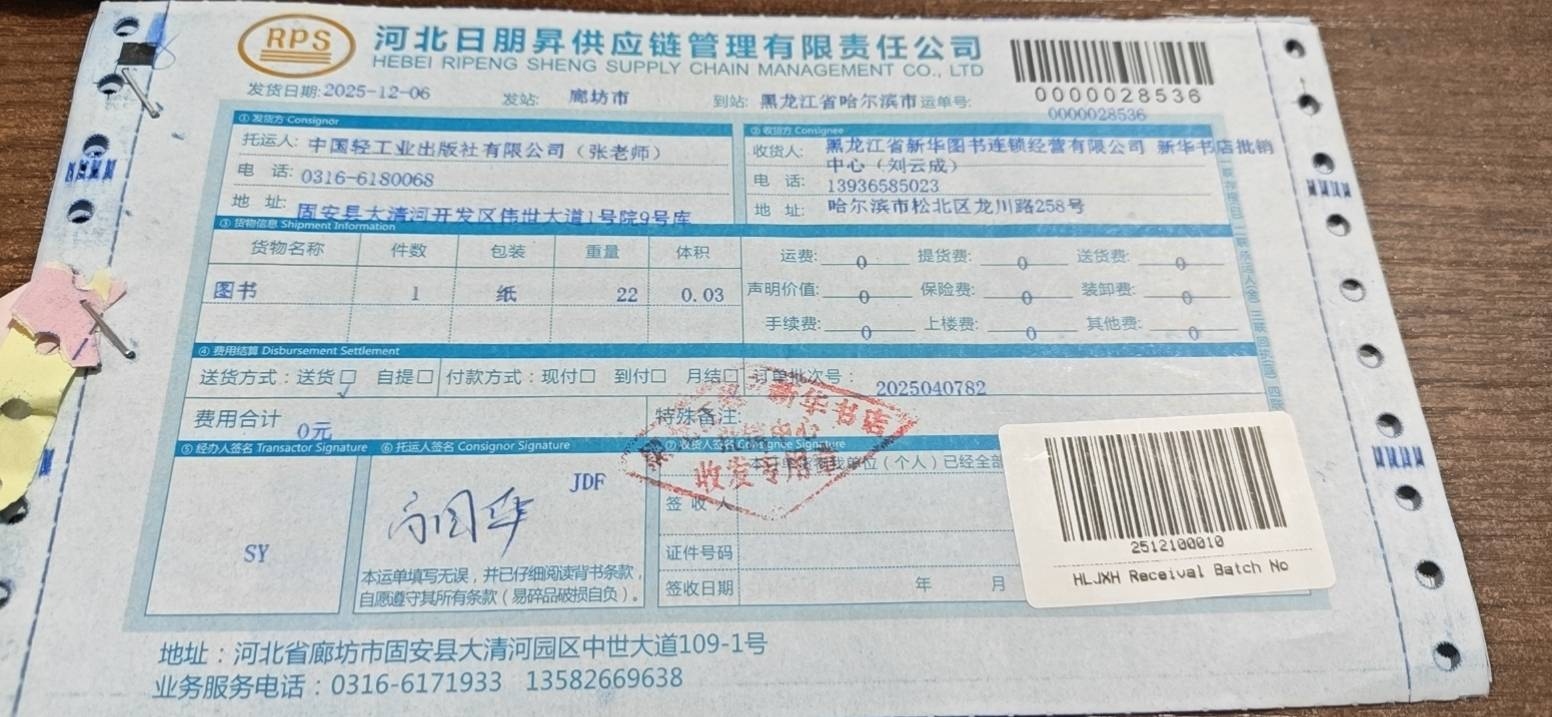 RPS 河北日朋昇供应链管理有限责任公司
HEBEI RIPENG SHENG SUPPLY CHAIN MANAGEMENT CO., LTD
0000028536
发货日期:2025-12-06 发站: 廊坊市 到站: 黑龙江省哈尔滨市 运单号: 0000028536
① 发货方 Consignor ② 收货方 Consignee
托运人: 中国轻工业出版社有限公司（张老师）
电 话: 0316-6180068
地 址: 固安县大清河开发区伟世大道1号院9号库
收货人: 黑龙江省新华图书连锁经营有限公司 新华书店批销
中心（刘云成）
电 话: 13936585023
地 址: 哈尔滨市松北区龙川路258号
③ 货物信息 Shipment Information
货物名称 件数 包装 重量 体积
图书 1 纸 22 0.03
运费: 0 提货费: 0 送货费: 0
声明价值: 0 保险费: 0 装卸费: 0
手续费: 0 上楼费: 0 其他费: 0
④ 费用结算 Disbursement Settlement
送货方式：送货□√ 自提□ 付款方式：现付□ 到付□ 月结□ 订单批次号： 2025040782
费用合计 0元 特殊备注:
新华书店
收发专用章
⑤ 经办人签名 Transactor Signature ⑥ 托运人签名 Consignor Signature ⑦ 收货人签名 Consignee Signature
SY
JDF
本运单填写无误，并已仔细阅读背书条款，
自愿遵守其所有条款（易碎品破损自负）。
单位（个人）已经全部
签 收 人
证件号码
签收日期 年 月
2512100010
HLJXH Receival Batch No
地址：河北省廊坊市固安县大清河园区中世大道109-1号
业务服务电话：0316-6171933 13582669638